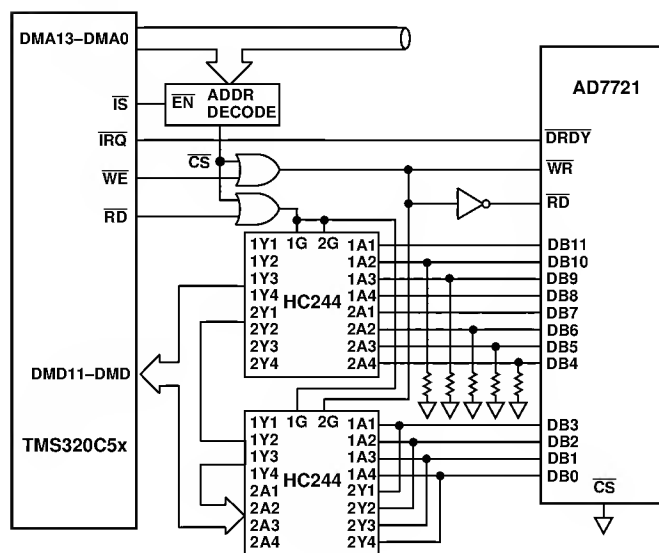 DMA13–DMA0
AD7721
IS
EN ADDR
DECODE
IRQ
DRDY
CS
WE
WR
RD
RD
1G 2G
1Y1 1A1 DB11
1Y2 1A2 DB10
1Y3 1A3 DB9
1Y4 1A4 DB8
HC244
2Y1 2A1 DB7
2Y2 2A2 DB6
2Y3 2A3 DB5
2Y4 2A4 DB4
DMD11–DMD
TMS320C5x
1G 2G
1Y1 1A1 DB3
1Y2 1A2 DB2
1Y3 1A3 DB1
1Y4 1A4 DB0
HC244
2A1 2Y1
2A2 2Y2
2A3 2Y3
2A4 2Y4
CS